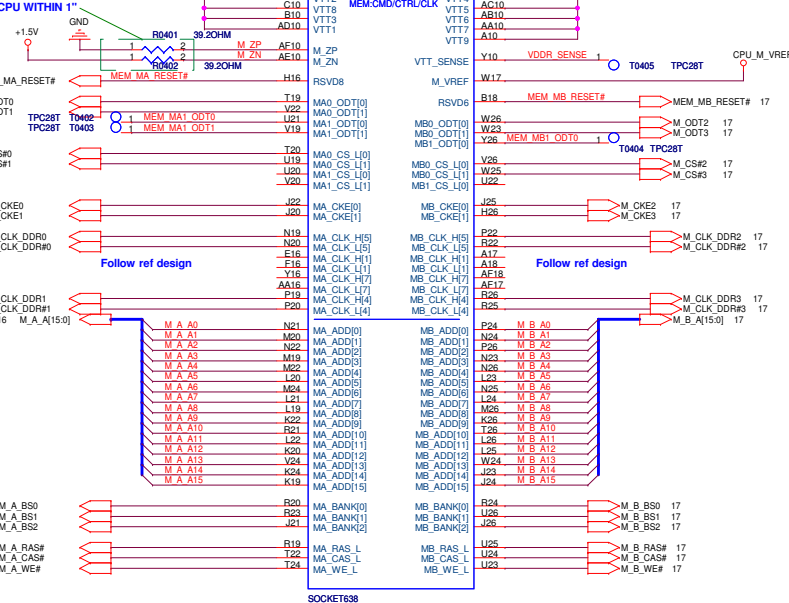 CPU WITHIN 1"
+1.5V
GND
R0401 39.2OHM
1 2 M_ZP AF10 M_ZP
1 2 M_ZN AE10 M_ZN
R0402 39.2OHM
C10 VTT8
B10 VTT3
AD10 VTT1
MEM:CMD/CTRL/CLK
VTT5 AC10
VTT6 AB10
VTT7 AA10
VTT9 A10
VTT_SENSE Y10 VDDR_SENSE 1 T0405 TPC28T
CPU_M_VREF
M_VREF W17
MA_RESET# MEM_MA_RESET# H16 RSVD8
RSVD6 B18 MEM_MB_RESET# MEM_MB_RESET# 17
T19 MA0_ODT[0]
V22 MA0_ODT[1]
TPC28T T0402 1 MEM_MA1_ODT0 U21 MA1_ODT[0]
TPC28T T0403 1 MEM_MA1_ODT1 V19 MA1_ODT[1]
MB0_ODT[0] W26 M_ODT2 17
MB0_ODT[1] W23 M_ODT3 17
MB1_ODT[0] Y26 MEM_MB1_ODT0 1 T0404 TPC28T
T20 MA0_CS_L[0]
U19 MA0_CS_L[1]
U20 MA1_CS_L[0]
V20 MA1_CS_L[1]
MB0_CS_L[0] V26 M_CS#2 17
MB0_CS_L[1] W25 M_CS#3 17
MB1_CS_L[0] U22
CKE0 J22 MA_CKE[0]
CKE1 J20 MA_CKE[1]
MB_CKE[0] J25 M_CKE2 17
MB_CKE[1] H26 M_CKE3 17
CLK_DDR0 N19 MA_CLK_H[5]
CLK_DDR#0 N20 MA_CLK_L[5]
E16 MA_CLK_H[1]
F16 MA_CLK_L[1]
Y16 MA_CLK_H[7]
AA16 MA_CLK_L[7]
CLK_DDR1 P19 MA_CLK_H[4]
CLK_DDR#1 P20 MA_CLK_L[4]
Follow ref design
MB_CLK_H[5] P22 M_CLK_DDR2 17
MB_CLK_L[5] R22 M_CLK_DDR#2 17
MB_CLK_H[1] A17
MB_CLK_L[1] A18
MB_CLK_H[7] AF18
MB_CLK_L[7] AF17
MB_CLK_H[4] R26 M_CLK_DDR3 17
MB_CLK_L[4] R25 M_CLK_DDR#3 17
Follow ref design
M_A_A[15:0]
M_B_A[15:0] 17
M_A_A0 N21 MA_ADD[0]
M_A_A1 M20 MA_ADD[1]
M_A_A2 N22 MA_ADD[2]
M_A_A3 M19 MA_ADD[3]
M_A_A4 M22 MA_ADD[4]
M_A_A5 L20 MA_ADD[5]
M_A_A6 M24 MA_ADD[6]
M_A_A7 L21 MA_ADD[7]
M_A_A8 L19 MA_ADD[8]
M_A_A9 K22 MA_ADD[9]
M_A_A10 R21 MA_ADD[10]
M_A_A11 L22 MA_ADD[11]
M_A_A12 K20 MA_ADD[12]
M_A_A13 V24 MA_ADD[13]
M_A_A14 K24 MA_ADD[14]
M_A_A15 K19 MA_ADD[15]
MB_ADD[0] P24 M_B_A0
MB_ADD[1] N24 M_B_A1
MB_ADD[2] P26 M_B_A2
MB_ADD[3] N23 M_B_A3
MB_ADD[4] N26 M_B_A4
MB_ADD[5] L23 M_B_A5
MB_ADD[6] N25 M_B_A6
MB_ADD[7] L24 M_B_A7
MB_ADD[8] M26 M_B_A8
MB_ADD[9] K26 M_B_A9
MB_ADD[10] T26 M_B_A10
MB_ADD[11] L26 M_B_A11
MB_ADD[12] L25 M_B_A12
MB_ADD[13] W24 M_B_A13
MB_ADD[14] J23 M_B_A14
MB_ADD[15] J24 M_B_A15
M_A_BS0 R20 MA_BANK[0]
M_A_BS1 R23 MA_BANK[1]
M_A_BS2 J21 MA_BANK[2]
MB_BANK[0] R24 M_B_BS0 17
MB_BANK[1] U26 M_B_BS1 17
MB_BANK[2] J26 M_B_BS2 17
M_A_RAS# R19 MA_RAS_L
M_A_CAS# T22 MA_CAS_L
M_A_WE# T24 MA_WE_L
MB_RAS_L U25 M_B_RAS# 17
MB_CAS_L U24 M_B_CAS# 17
MB_WE_L U23 M_B_WE# 17
SOCKET638